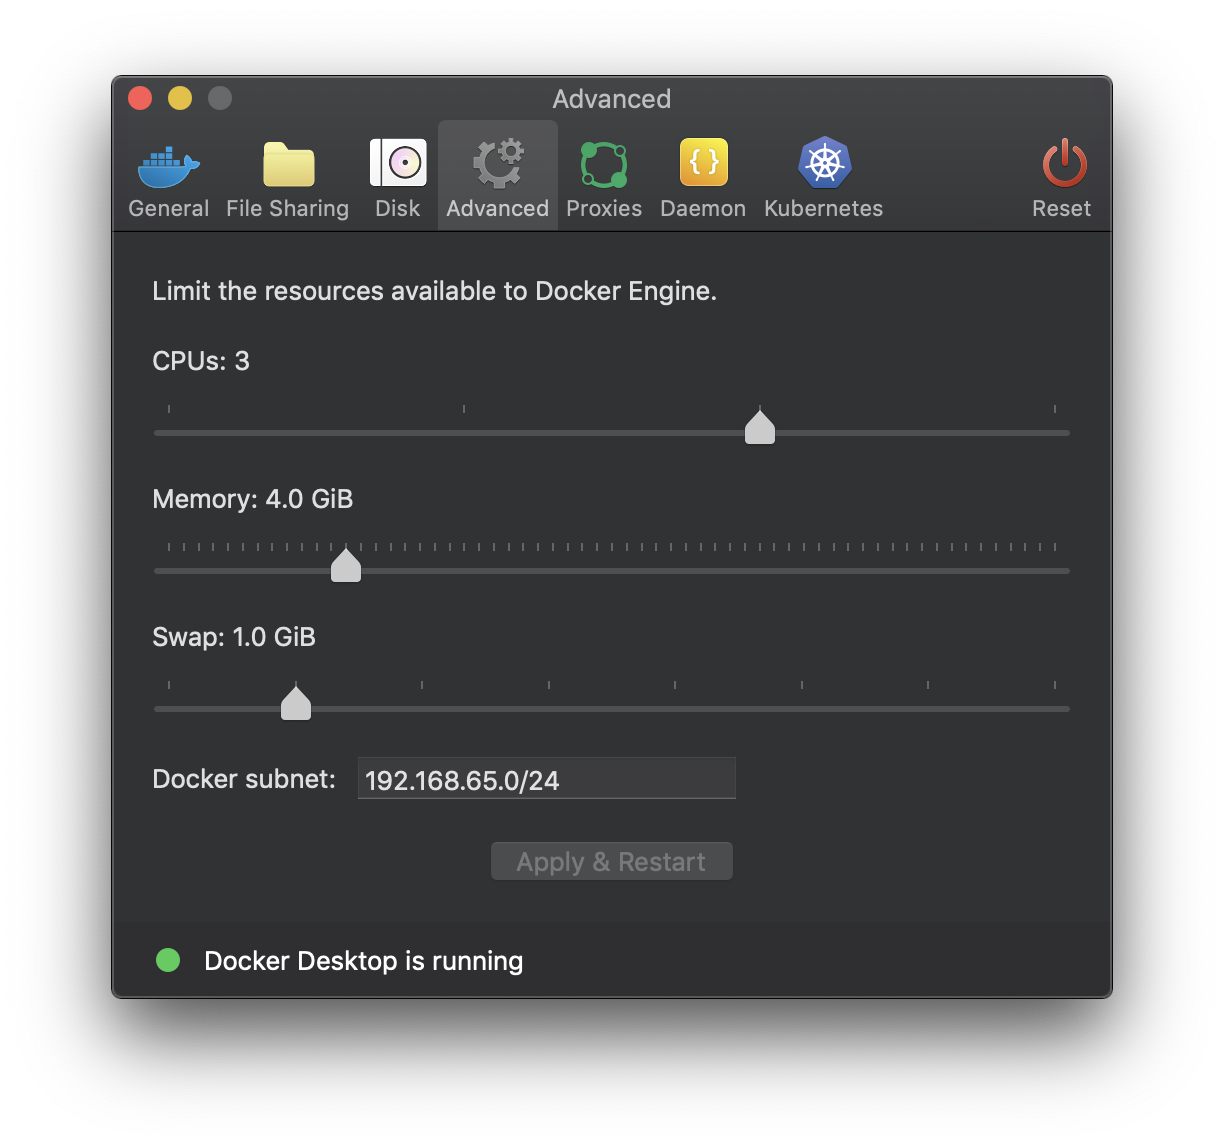 Advanced
General File Sharing Disk Advanced Proxies Daemon Kubernetes Reset
Limit the resources available to Docker Engine.
CPUs: 3
Memory: 4.0 GiB
Swap: 1.0 GiB
Docker subnet: 192.168.65.0/24
Apply & Restart
Docker Desktop is running